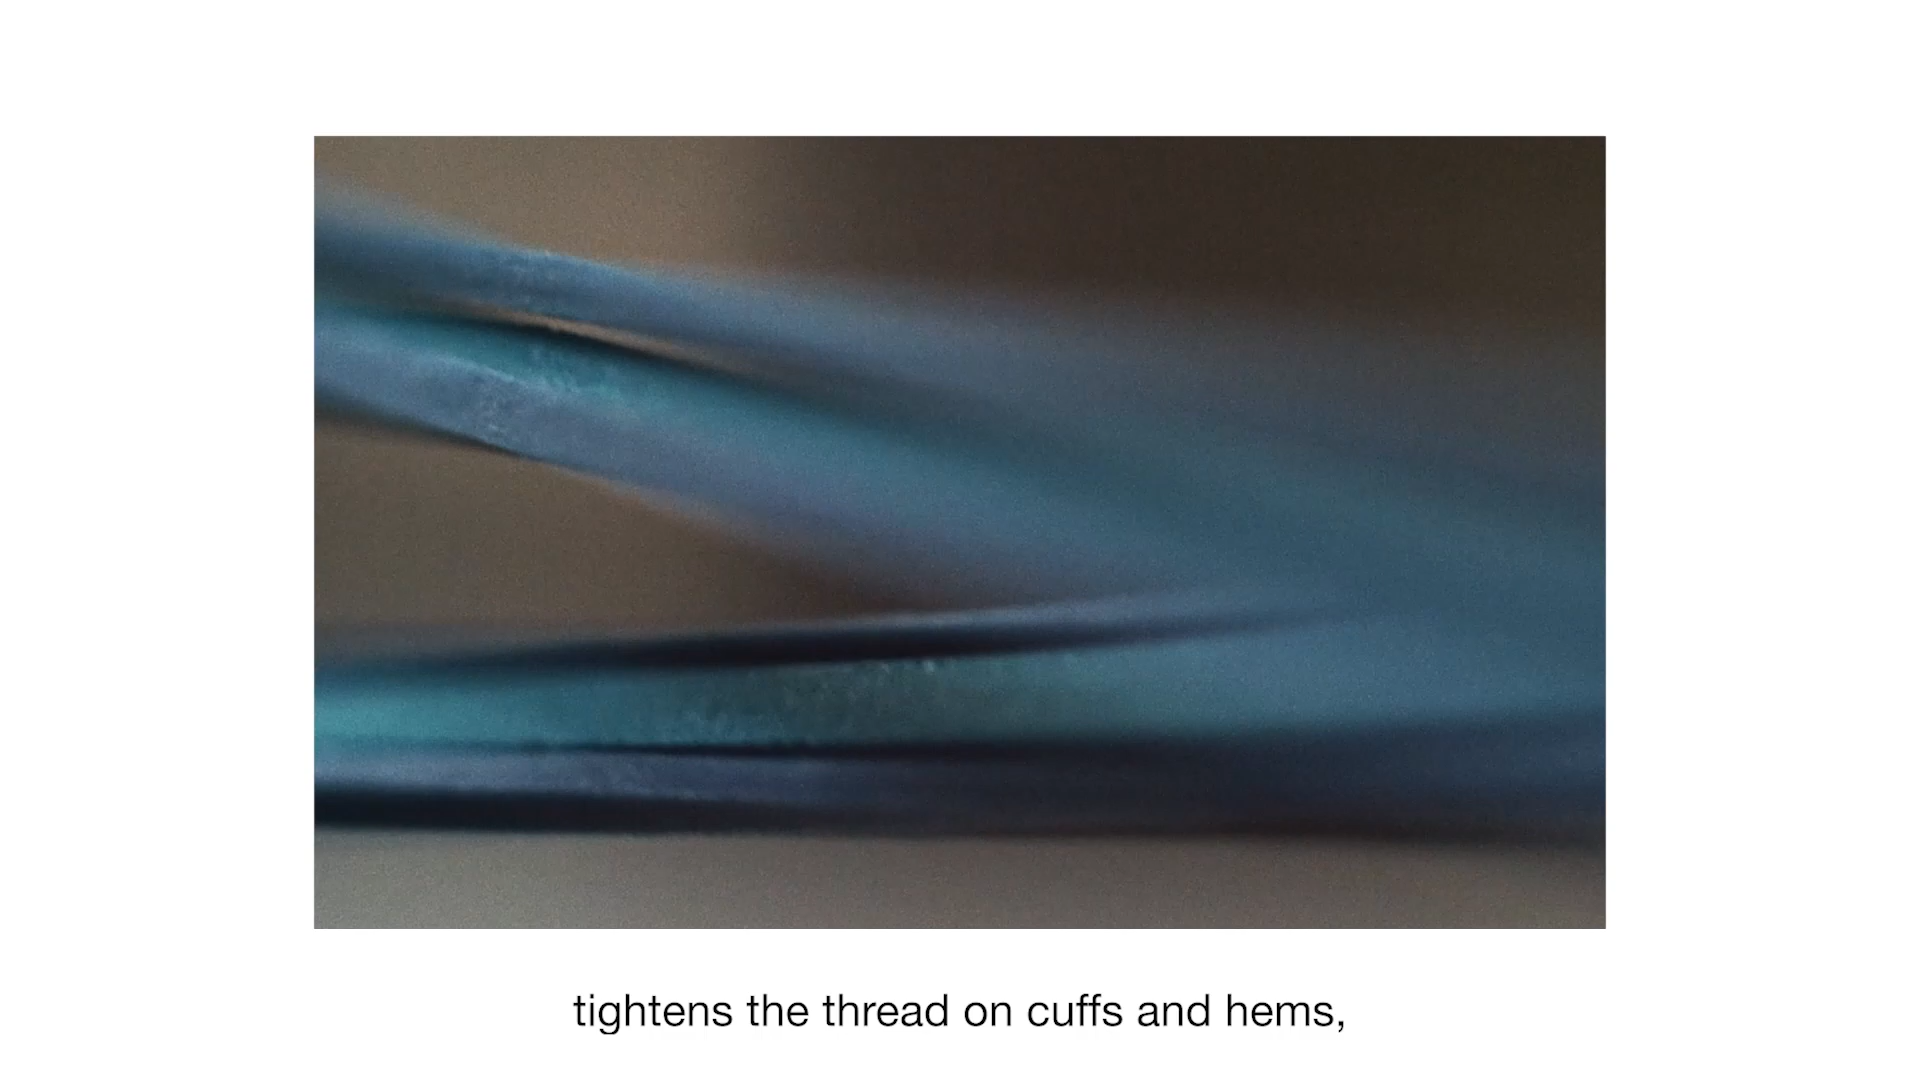 tightens the thread on cuffs and hems,